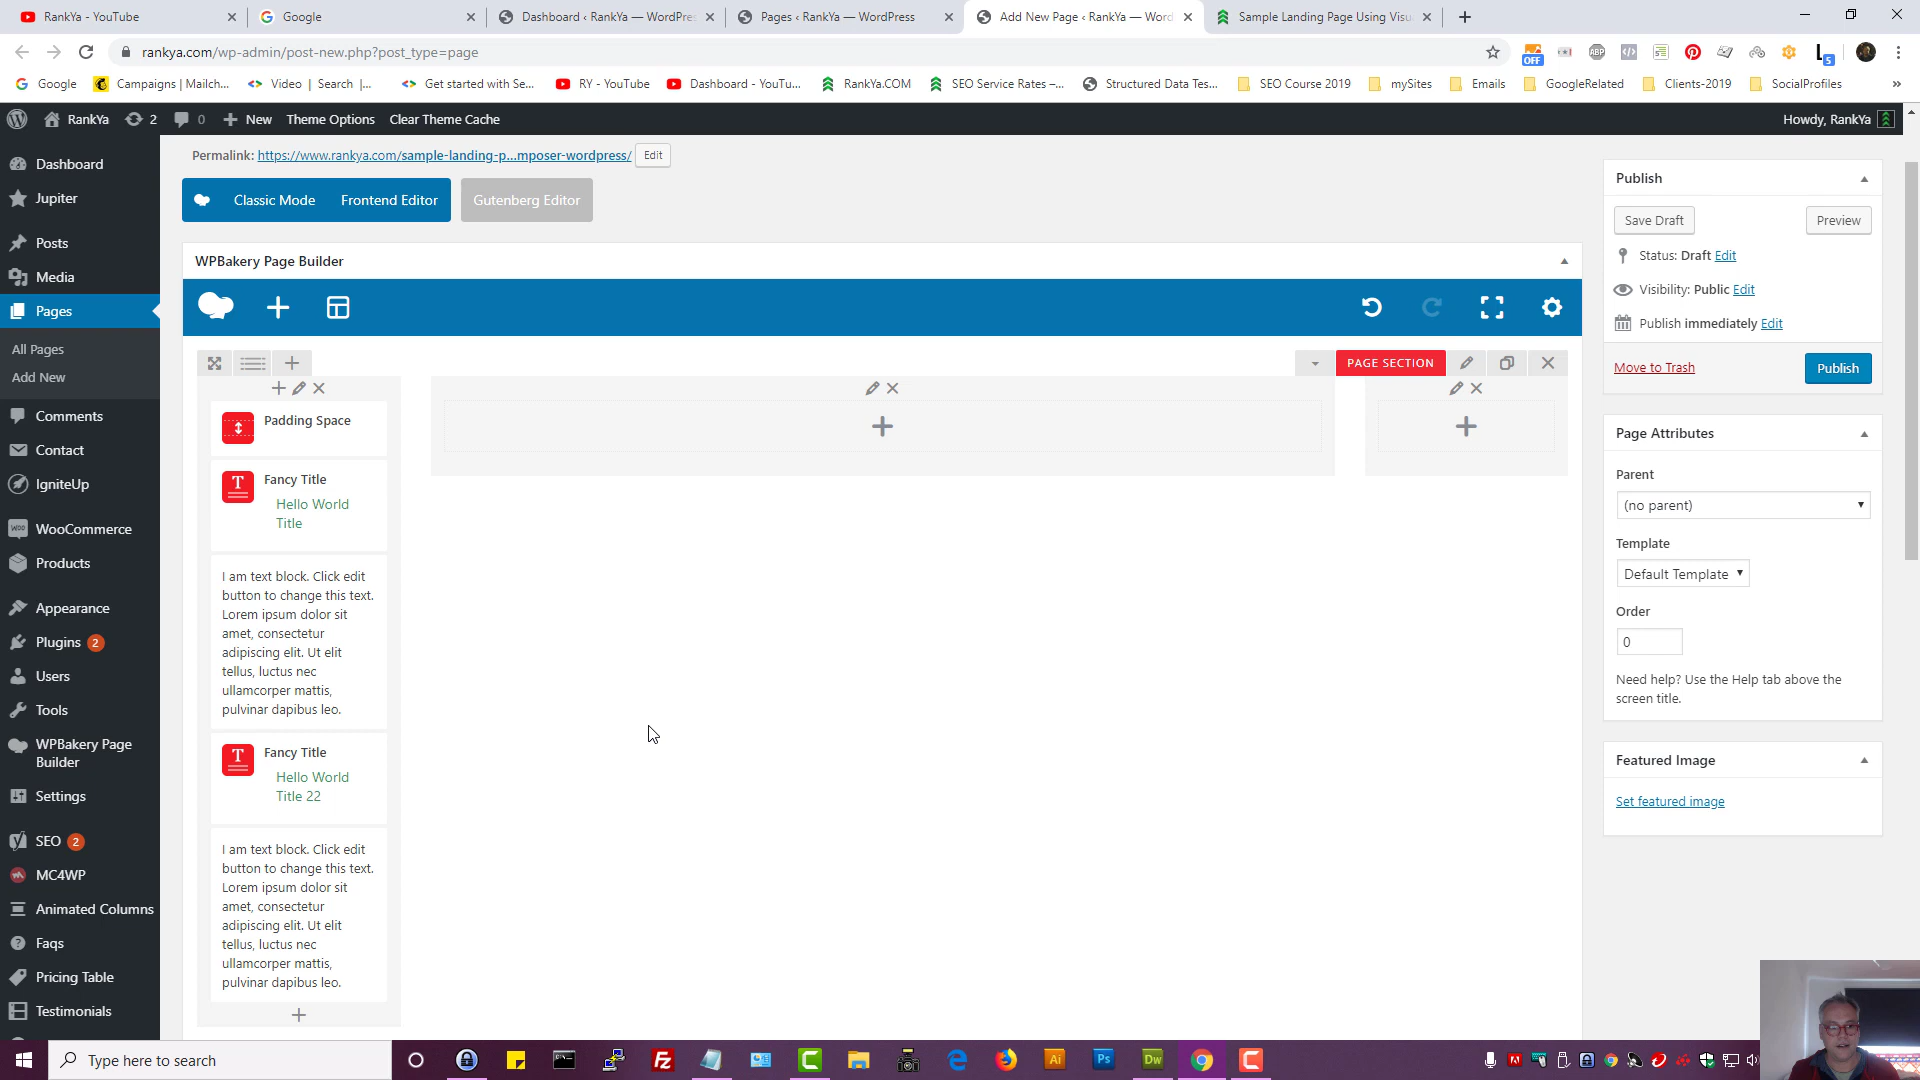 RankYa - YouTube
Google
Dashboard ‹ RankYa — WordPre
Pages ‹ RankYa — WordPress
Add New Page ‹ RankYa — Word
Sample Landing Page Using Visu
rankya.com/wp-admin/post-new.php?post_type=page
OFF
ABP
5
Google
Campaigns | Mailch...
Video | Search |...
Get started with Se...
RY - YouTube
Dashboard - YouTu...
RankYa.COM
SEO Service Rates –...
Structured Data Tes...
SEO Course 2019
mySites
Emails
GoogleRelated
Clients-2019
SocialProfiles
RankYa
2
0
New
Theme Options
Clear Theme Cache
Howdy, RankYa
Dashboard
Jupiter
Posts
Media
Pages
All Pages
Add New
Comments
Contact
IgniteUp
WooCommerce
Products
Appearance
Plugins 2
Users
Tools
WPBakery Page
Builder
Settings
SEO 2
MC4WP
Animated Columns
Faqs
Pricing Table
Testimonials
Permalink: https://www.rankya.com/sample-landing-p...mposer-wordpress/ Edit
Classic Mode
Frontend Editor
Gutenberg Editor
WPBakery Page Builder
PAGE SECTION
Padding Space
Fancy Title
Hello World
Title
I am text block. Click edit
button to change this text.
Lorem ipsum dolor sit
amet, consectetur
adipiscing elit. Ut elit
tellus, luctus nec
ullamcorper mattis,
pulvinar dapibus leo.
Fancy Title
Hello World
Title 22
I am text block. Click edit
button to change this text.
Lorem ipsum dolor sit
amet, consectetur
adipiscing elit. Ut elit
tellus, luctus nec
ullamcorper mattis,
pulvinar dapibus leo.
Publish
Save Draft
Preview
Status: Draft Edit
Visibility: Public Edit
Publish immediately Edit
Move to Trash
Publish
Page Attributes
Parent
(no parent)
Template
Default Template
Order
0
Need help? Use the Help tab above the
screen title.
Featured Image
Set featured image
Type here to search
Fz
Ai
Ps
Dw